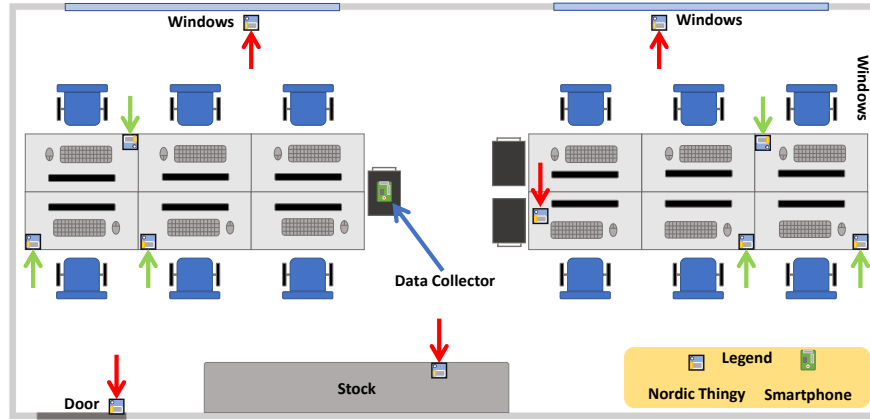 Windows
Windows
Windows
Data Collector
Legend
Nordic Thingy
Smartphone
Stock
Door